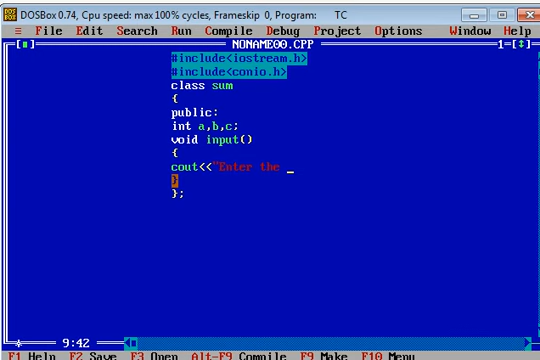 DOSBox 0.74, Cpu speed: max 100% cycles, Frameskip 0, Program: TC
≡ File Edit Search Run Compile Debug Project Options Window Help
[■] NONAME00.CPP 1=[↕]
#include<iostream.h>
#include<conio.h>
class sum
{
public:
int a,b,c;
void input()
{
cout<<"Enter the _
}
};
9:42
F1 Help F2 Save F3 Open Alt-F9 Compile F9 Make F10 Menu